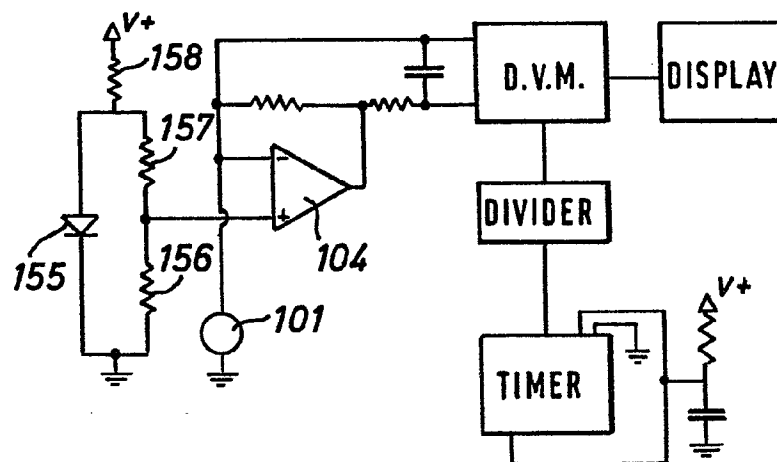 V+
158
157
155
156
101
-
+
104
D.V.M.
DISPLAY
DIVIDER
TIMER
V+